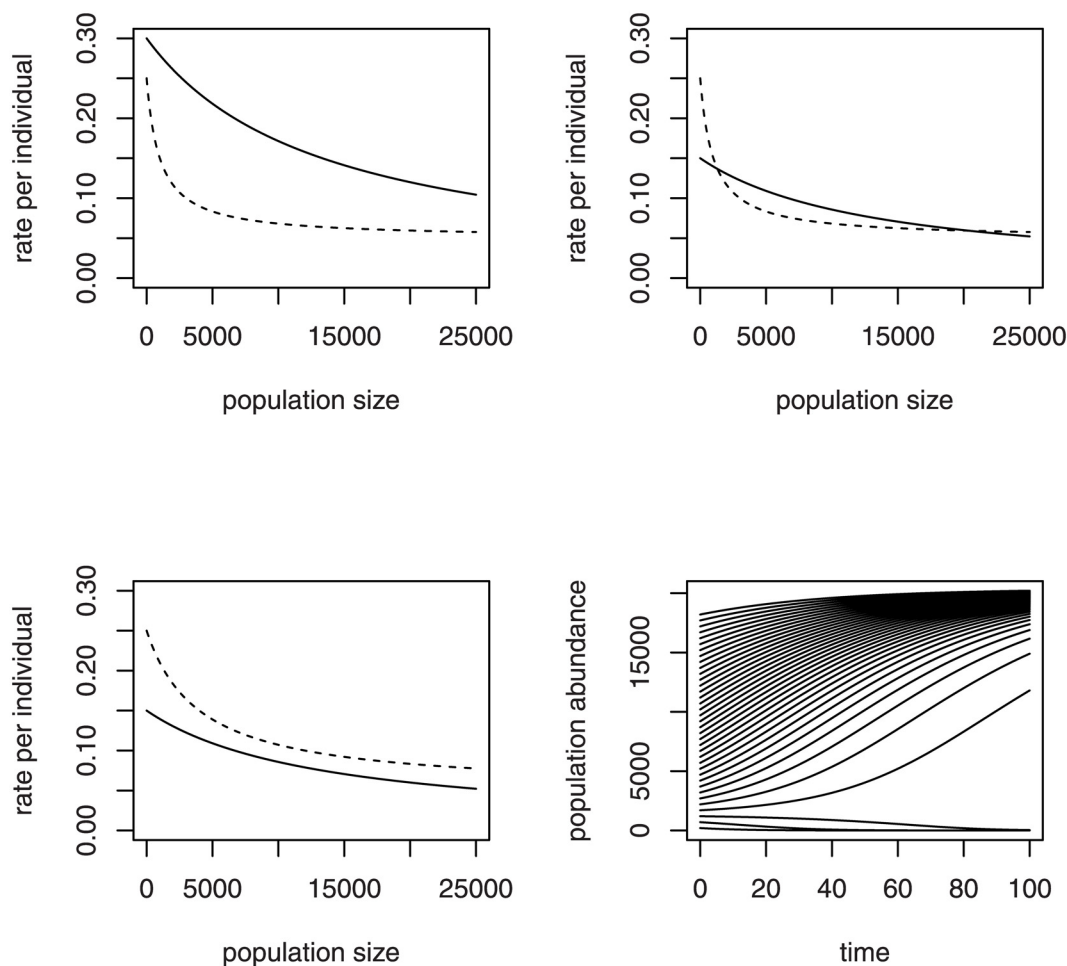 rate per individual
0.00 0.10 0.20 0.30
0 5000 15000 25000
population size
rate per individual
0.00 0.10 0.20 0.30
0 5000 15000 25000
population size
rate per individual
0.00 0.10 0.20 0.30
0 5000 15000 25000
population size
population abundance
0 5000 15000
0 20 40 60 80 100
time